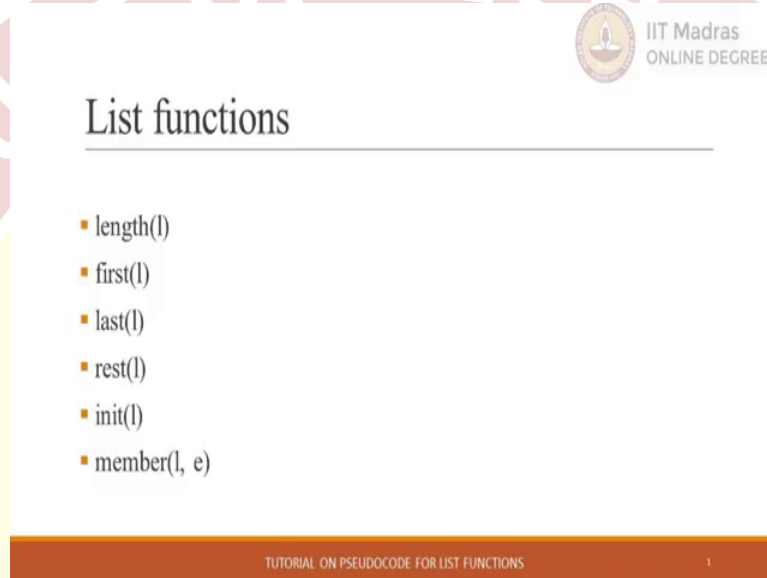 IIT Madras
ONLINE DEGREE
List functions
length(l)
first(l)
last(l)
rest(l)
init(l)
member(l, e)
TUTORIAL ON PSEUDOCODE FOR LIST FUNCTIONS
1